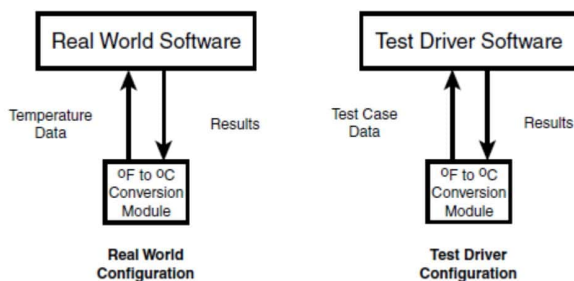 Real World Software
Temperature
Data
Results
ºF to ºC
Conversion
Module
Real World
Configuration
Test Driver Software
Test Case
Data
Results
ºF to ºC
Conversion
Module
Test Driver
Configuration